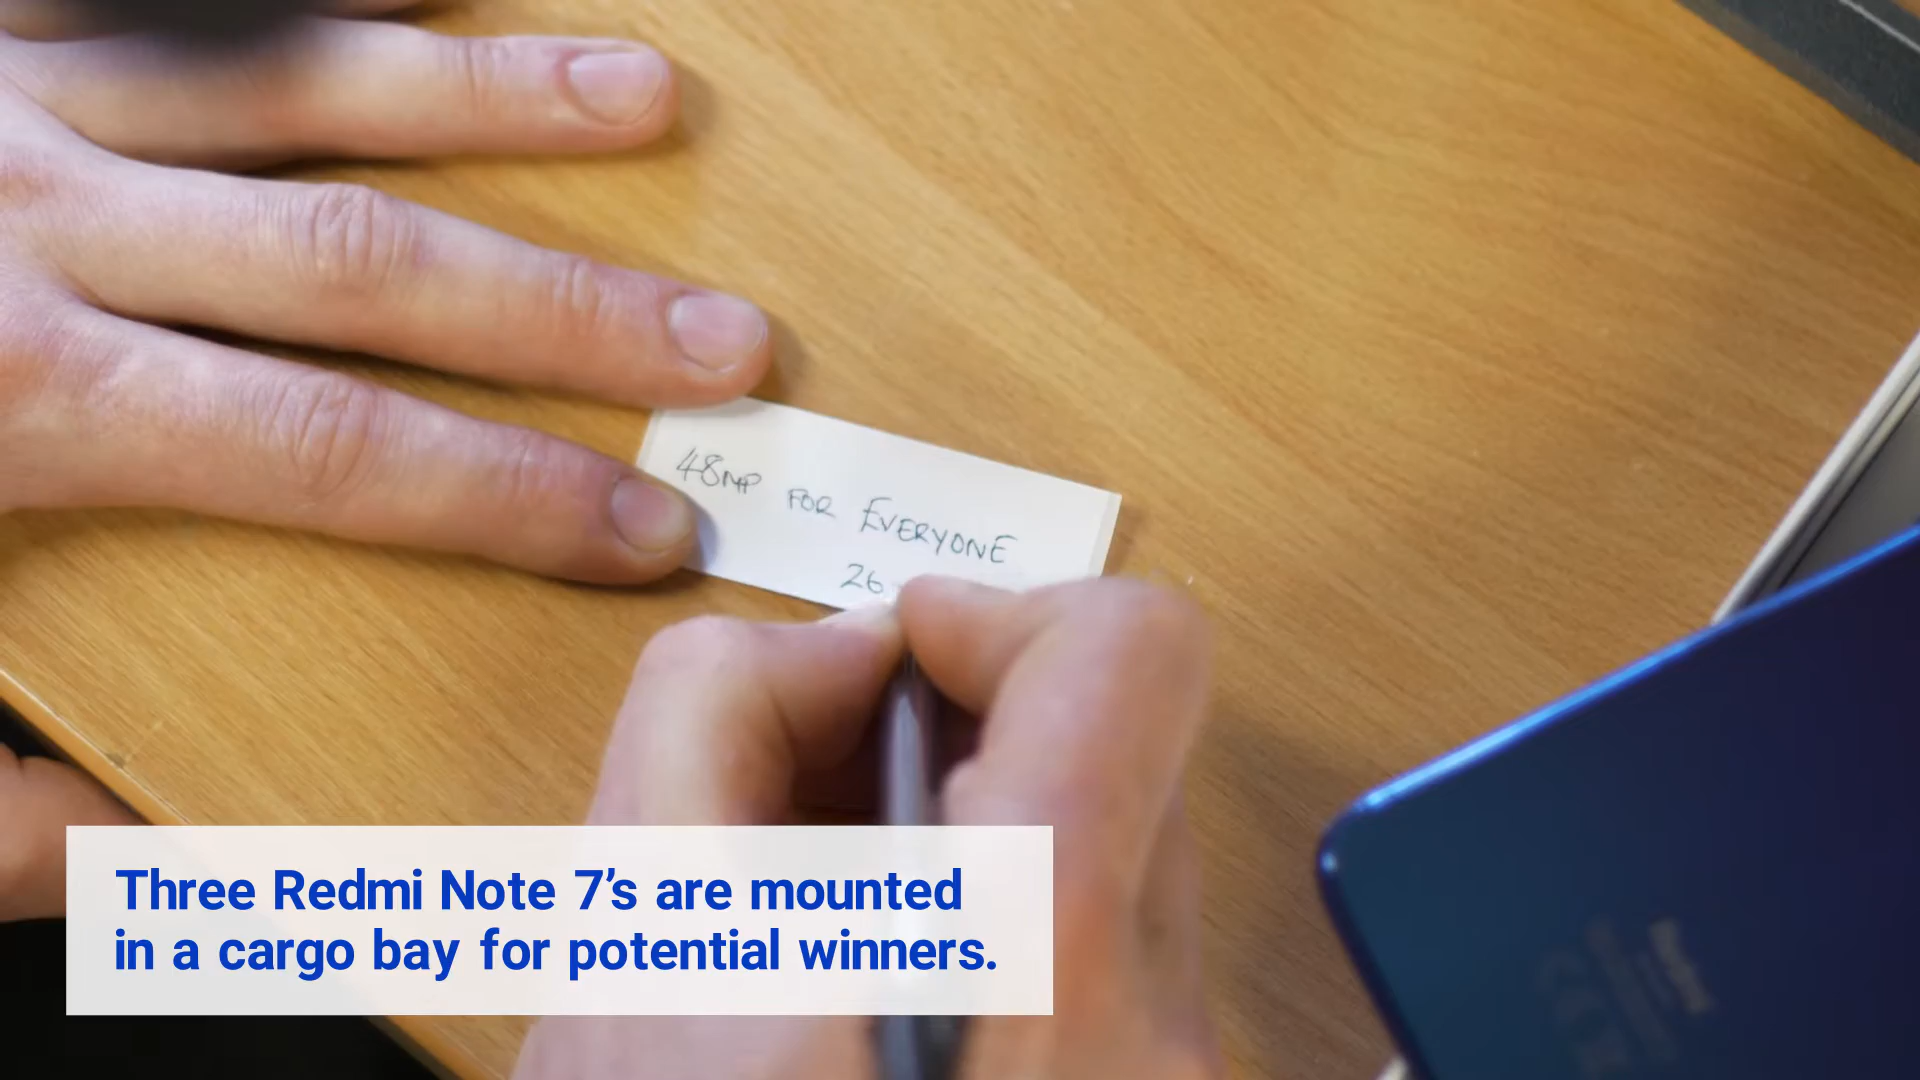 48MP FOR EVERYONE
26
Three Redmi Note 7’s are mounted
in a cargo bay for potential winners.